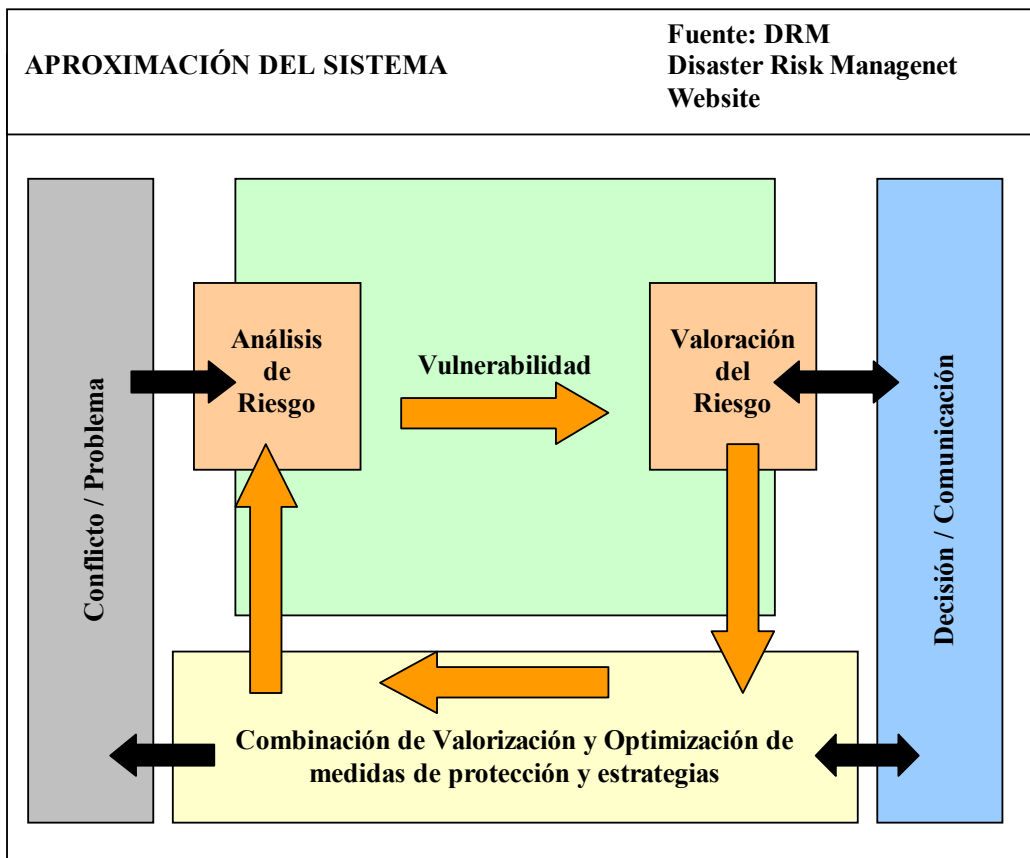 APROXIMACIÓN DEL SISTEMA
Fuente: DRM
Disaster Risk Managenet
Website
Conflicto / Problema
Análisis
de
Riesgo
Vulnerabilidad
Valoración
del
Riesgo
Decisión / Comunicación
Combinación de Valorización y Optimización de
medidas de protección y estrategias